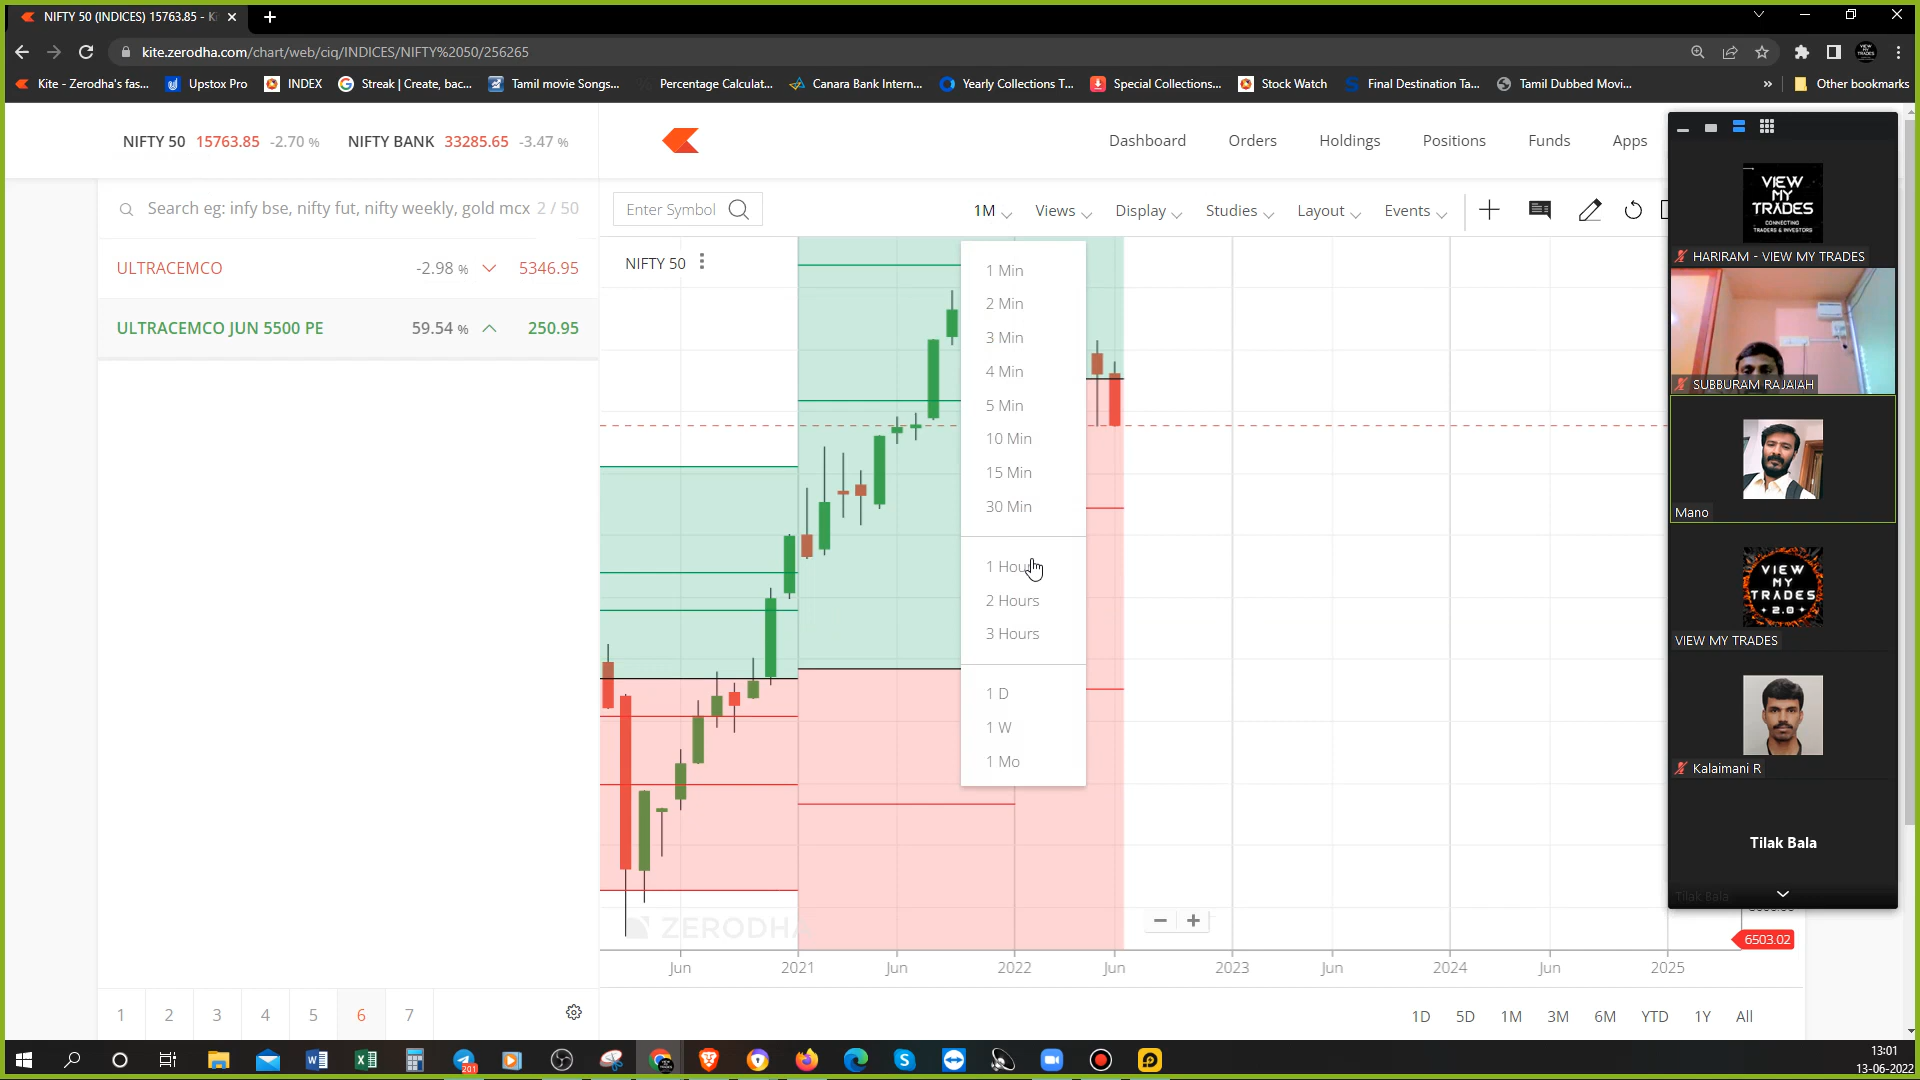 NIFTY 50 (INDICES) 15763.85 - Ki
kite.zerodha.com/chart/web/ciq/INDICES/NIFTY%2050/256265
Kite - Zerodha's fas...
Upstox Pro
INDEX
Streak | Create, bac...
Tamil movie Songs...
Percentage Calculat...
Canara Bank Intern...
Yearly Collections T...
Special Collections...
Stock Watch
Final Destination Ta...
Tamil Dubbed Movi...
»
Other bookmarks
NIFTY 50 15763.85 -2.70 %
NIFTY BANK 33285.65 -3.47 %
Dashboard
Orders
Holdings
Positions
Funds
Apps
Search eg: infy bse, nifty fut, nifty weekly, gold mcx 2 / 50
ULTRACEMCO -2.98 % 5346.95
ULTRACEMCO JUN 5500 PE 59.54 % 250.95
1 2 3 4 5 6 7
Enter Symbol
1M
Views
Display
Studies
Layout
Events
NIFTY 50
1 Min
2 Min
3 Min
4 Min
5 Min
10 Min
15 Min
30 Min
2 Hours
3 Hours
1 D
1 W
1 Mo
ZERODHA
6503.02
Jun 2021 Jun 2022 Jun 2023 Jun 2024 Jun 2025
1D 5D 1M 3M 6M YTD 1Y All
VIEW
MY
TRADES
CONNECTING
TRADERS & INVESTORS
HARIRAM - VIEW MY TRADES
SUBBURAM RAJAIAH
Mano
VIEW
MY
TRADES
2.0
VIEW MY TRADES
Kalaimani R
Tilak Bala
Tilak Bala
201
13:01
13-06-2022